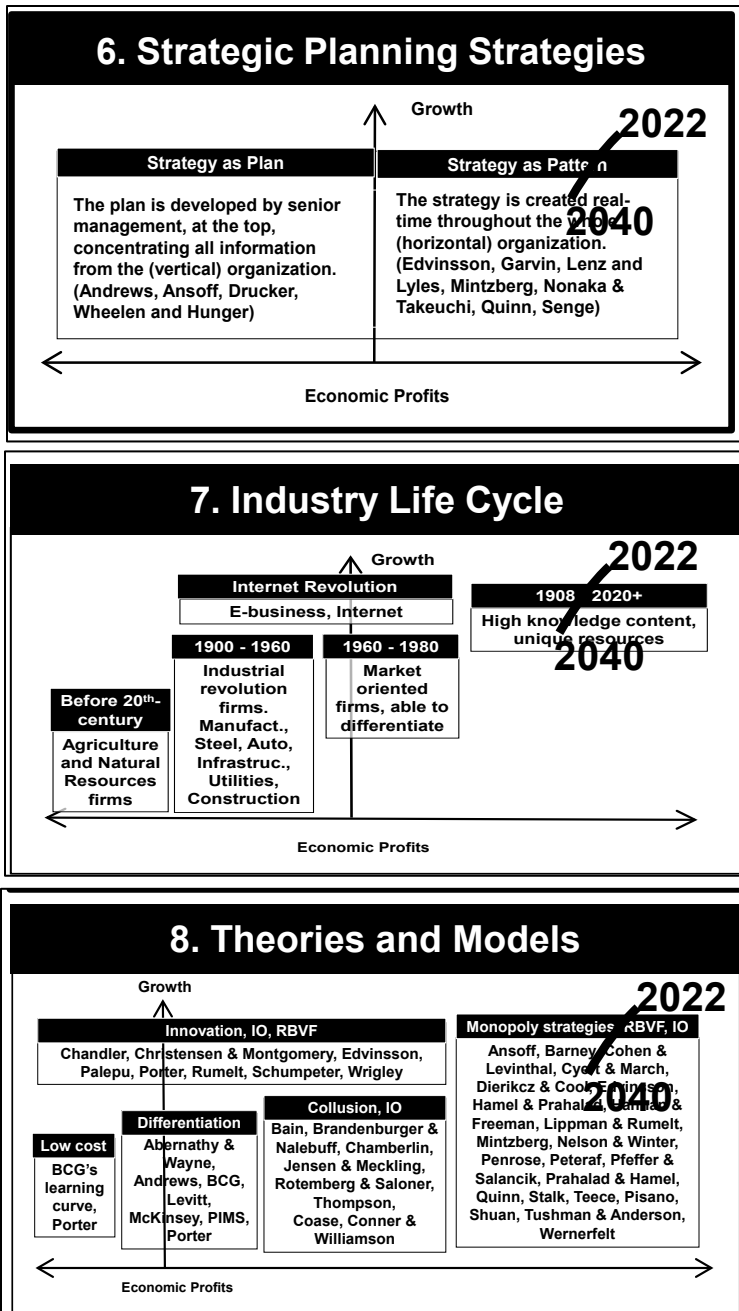 6. Strategic Planning Strategies
Growth
2022
Strategy as Plan
Strategy as Pattern
The plan is developed by senior
management, at the top,
concentrating all information
from the (vertical) organization.
(Andrews, Ansoff, Drucker,
Wheelen and Hunger)
The strategy is created real-
time throughout the whole
2040
(horizontal) organization.
(Edvinsson, Garvin, Lenz and
Lyles, Mintzberg, Nonaka &
Takeuchi, Quinn, Senge)
Economic Profits
7. Industry Life Cycle
Growth
2022
Internet Revolution
E-business, Internet
1908 2020+
High knowledge content,
unique resources
2040
1900 - 1960
Industrial
revolution
firms.
Manufact.,
Steel, Auto,
Infrastruc.,
Utilities,
Construction
1960 - 1980
Market
oriented
firms, able to
differentiate
Before 20th-
century
Agriculture
and Natural
Resources
firms
Economic Profits
8. Theories and Models
Growth
2022
Innovation, IO, RBVF
Chandler, Christensen & Montgomery, Edvinsson,
Palepu, Porter, Rumelt, Schumpeter, Wrigley
Monopoly strategies, RBVF, IO
Ansoff, Barney, Cohen &
Levinthal, Cyert & March,
Dierikcz & Cool, Edvinsson,
2040
Hamel & Prahalad, Hannan &
Freeman, Lippman & Rumelt,
Mintzberg, Nelson & Winter,
Penrose, Peteraf, Pfeffer &
Salancik, Prahalad & Hamel,
Quinn, Stalk, Teece, Pisano,
Shuan, Tushman & Anderson,
Wernerfelt
Low cost
BCG's
learning
curve,
Porter
Differentiation
Abernathy &
Wayne,
Andrews, BCG,
Levitt,
McKinsey, PIMS,
Porter
Collusion, IO
Bain, Brandenburger &
Nalebuff, Chamberlin,
Jensen & Meckling,
Rotemberg & Saloner,
Thompson,
Coase, Conner &
Williamson
Economic Profits